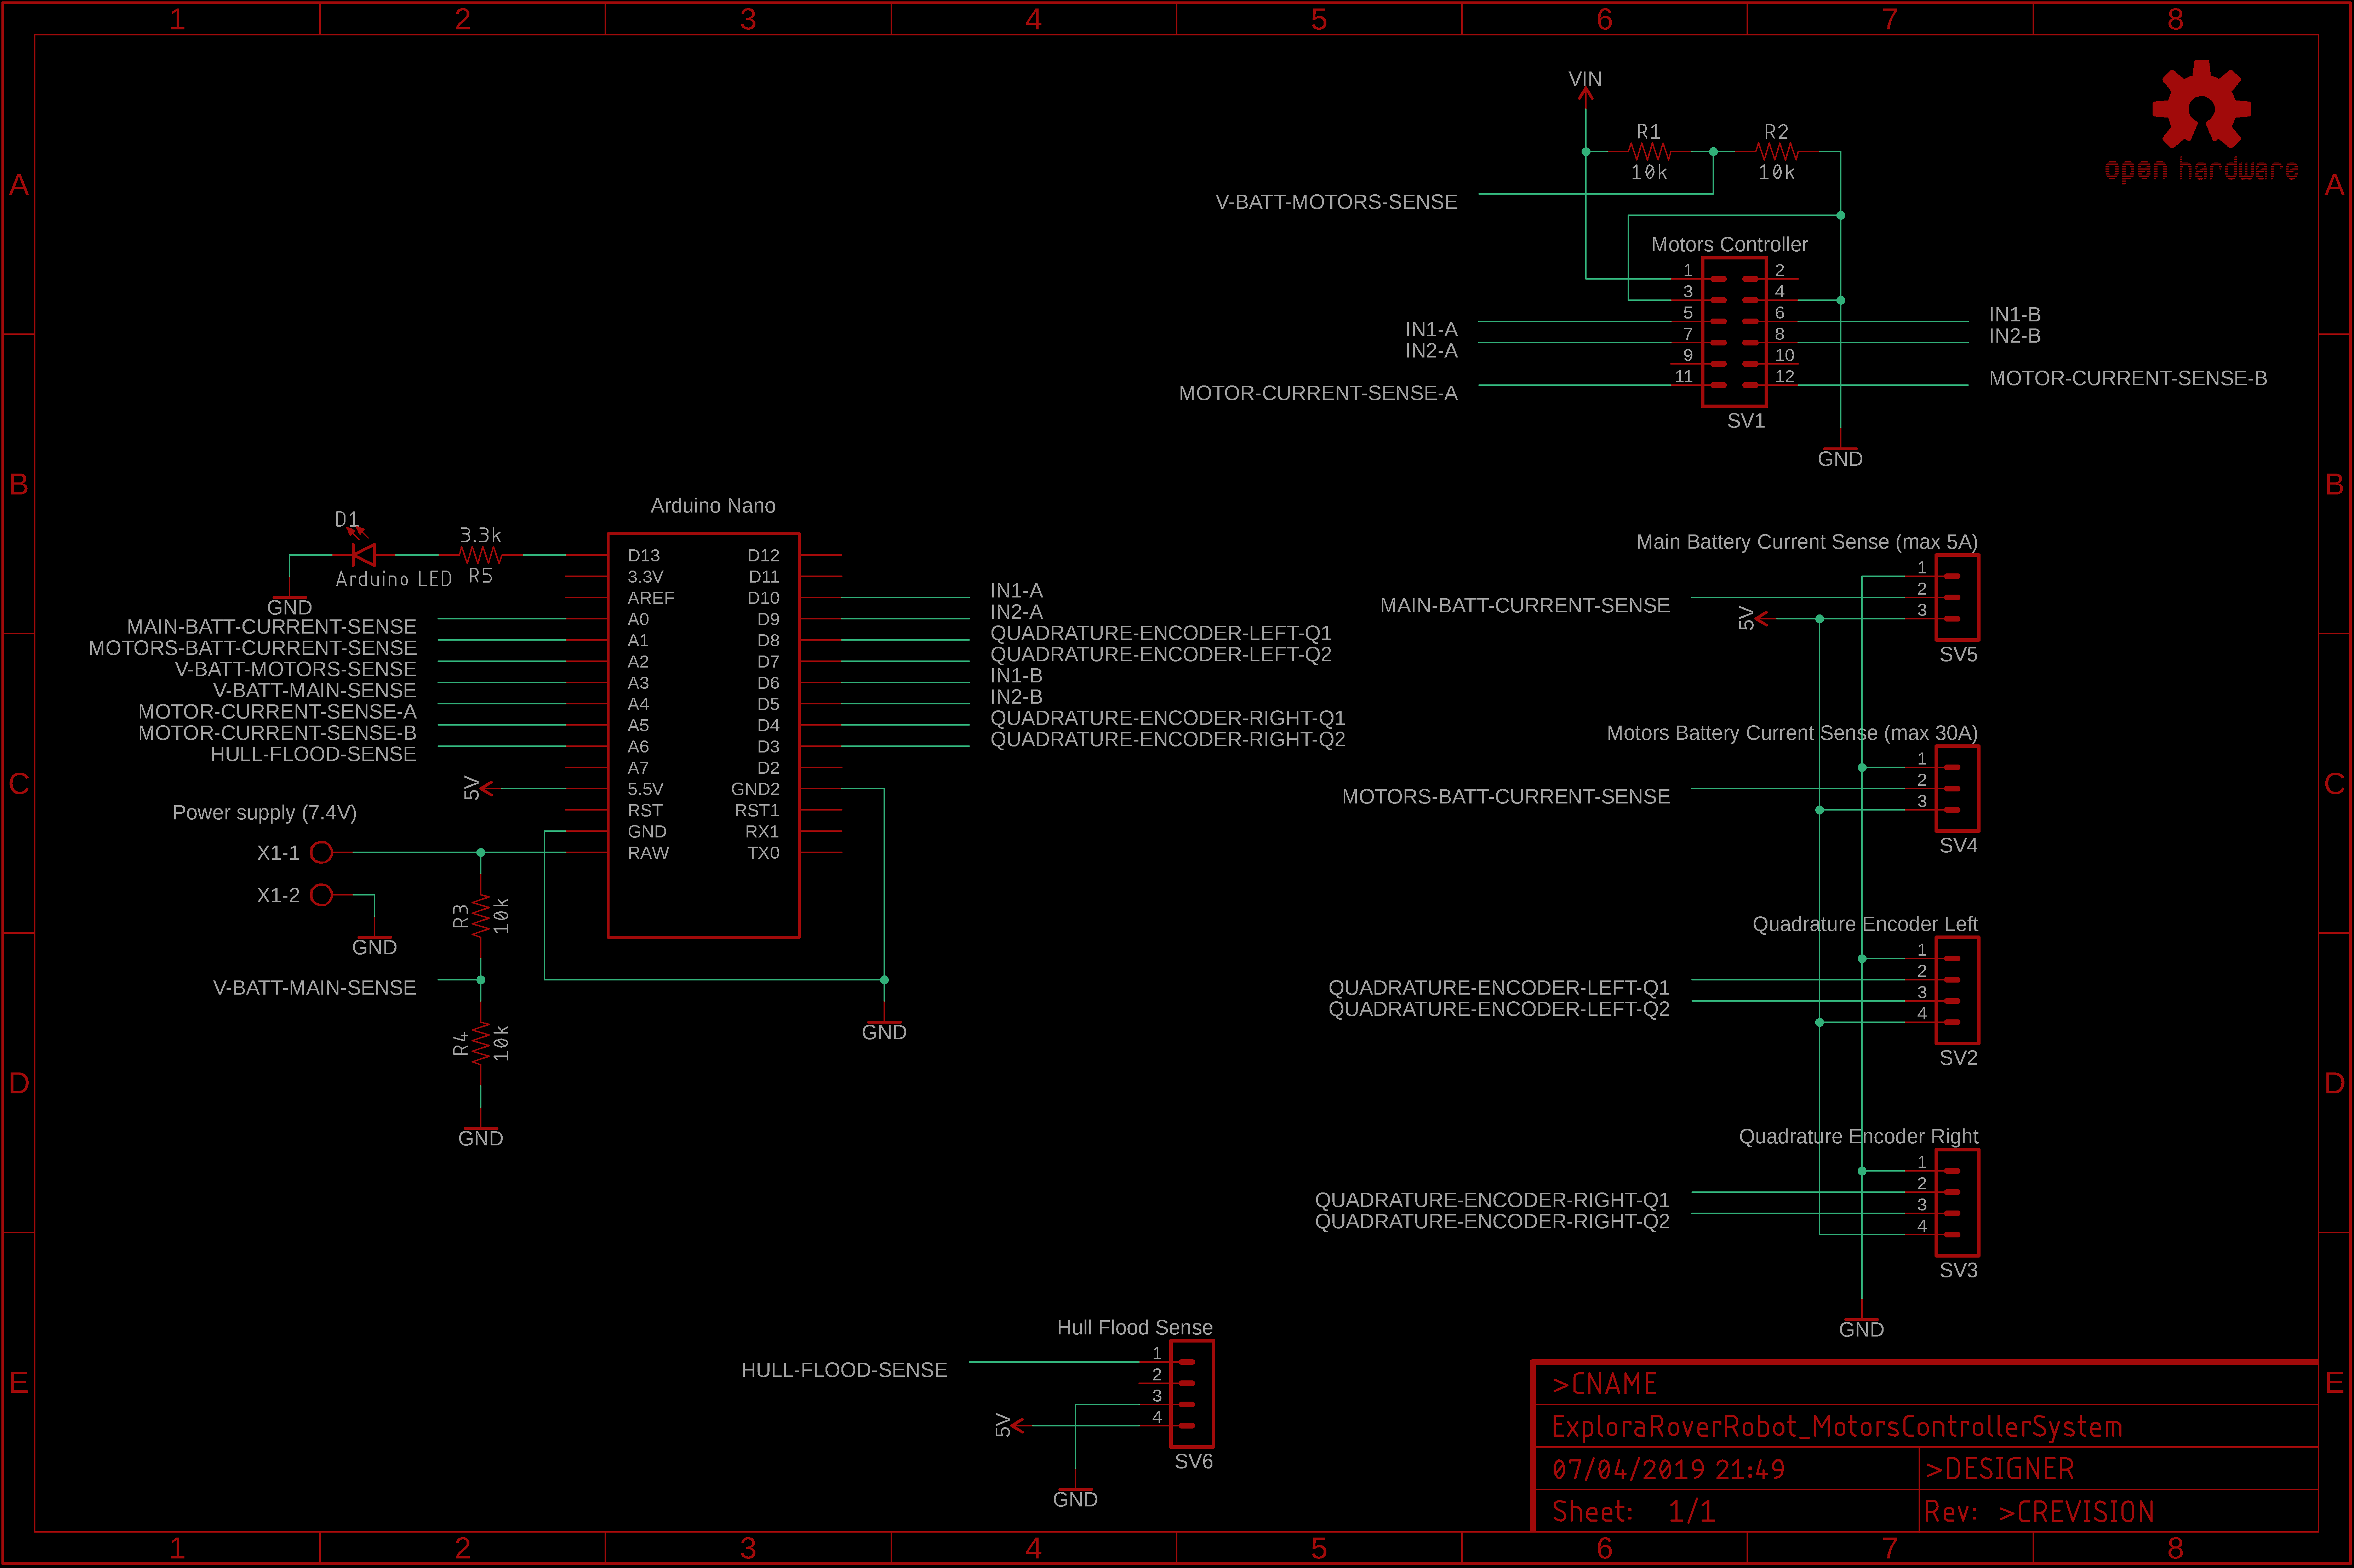 1 2 3 4 5 6 7 8
A A
B B
C C
D D
E E
open hardware
VIN
R1
10k
R2
10k
V-BATT-MOTORS-SENSE
Motors Controller
1 2
3 4
5 6
7 8
9 10
11 12
IN1-A
IN2-A
MOTOR-CURRENT-SENSE-A
IN1-B
IN2-B
MOTOR-CURRENT-SENSE-B
SV1
GND
Arduino Nano
D1
Arduino LED
3.3k
R5
GND
MAIN-BATT-CURRENT-SENSE
MOTORS-BATT-CURRENT-SENSE
V-BATT-MOTORS-SENSE
V-BATT-MAIN-SENSE
MOTOR-CURRENT-SENSE-A
MOTOR-CURRENT-SENSE-B
HULL-FLOOD-SENSE
5V
D13 D12
3.3V D11
AREF D10
A0 D9
A1 D8
A2 D7
A3 D6
A4 D5
A5 D4
A6 D3
A7 D2
5.5V GND2
RST RST1
GND RX1
RAW TX0
IN1-A
IN2-A
QUADRATURE-ENCODER-LEFT-Q1
QUADRATURE-ENCODER-LEFT-Q2
IN1-B
IN2-B
QUADRATURE-ENCODER-RIGHT-Q1
QUADRATURE-ENCODER-RIGHT-Q2
Power supply (7.4V)
X1-1
X1-2
GND
R3
10k
V-BATT-MAIN-SENSE
R4
10k
GND
GND
Main Battery Current Sense (max 5A)
MAIN-BATT-CURRENT-SENSE
5V
1
2
3
SV5
Motors Battery Current Sense (max 30A)
MOTORS-BATT-CURRENT-SENSE
1
2
3
SV4
Quadrature Encoder Left
QUADRATURE-ENCODER-LEFT-Q1
QUADRATURE-ENCODER-LEFT-Q2
1
2
3
4
SV2
Quadrature Encoder Right
QUADRATURE-ENCODER-RIGHT-Q1
QUADRATURE-ENCODER-RIGHT-Q2
1
2
3
4
SV3
GND
Hull Flood Sense
HULL-FLOOD-SENSE
1
2
3
4
5V
SV6
GND
>CNAME
ExploraRoverRobot_MotorsControllerSystem
07/04/2019 21:49 >DESIGNER
Sheet: 1/1 Rev: >CREVISION
1 2 3 4 5 6 7 8